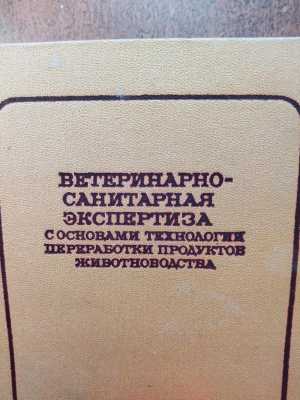 ВЕТЕРИНАРНО-
САНИТАРНАЯ
ЭКСПЕРТИЗА
С ОСНОВАМИ ТЕХНОЛОГИИ
ПЕРЕРАБОТКИ ПРОДУКТОВ
ЖИВОТНОВОДСТВА